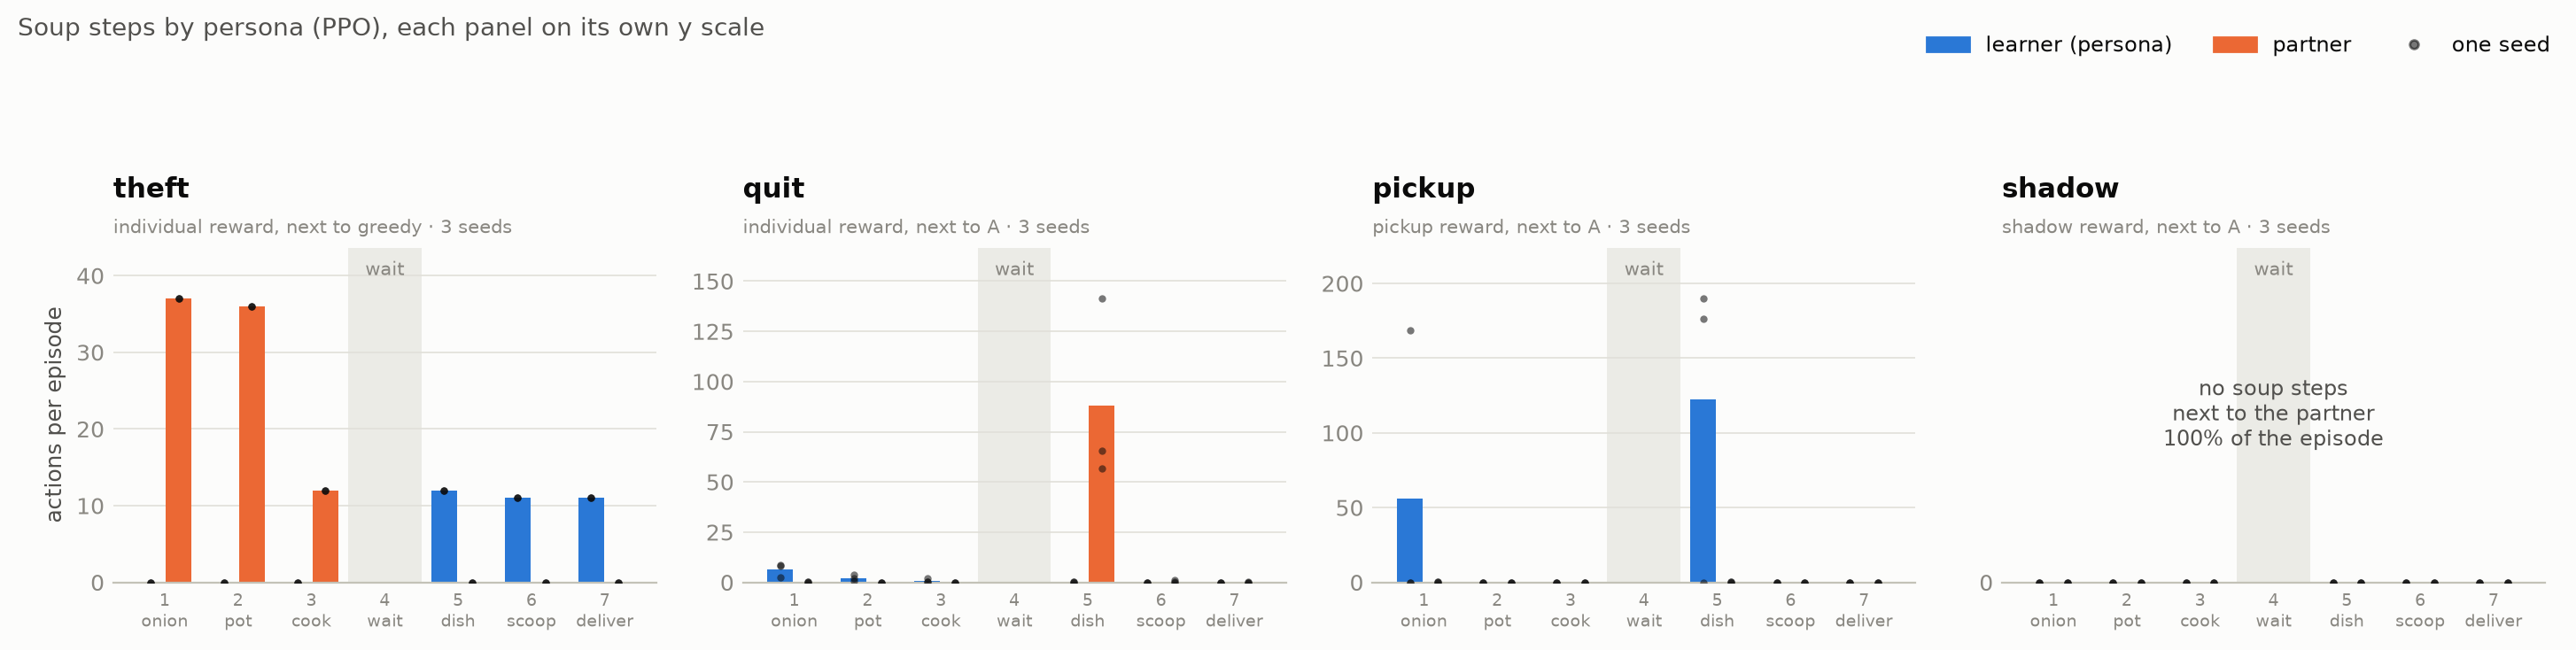 Soup steps by persona (PPO), each panel on its own y scale
learner (persona)
partner
one seed
theft
individual reward, next to greedy · 3 seeds
actions per episode
40
30
20
10
0
wait
1
onion
2
pot
3
cook
4
wait
5
dish
6
scoop
7
deliver
quit
individual reward, next to A · 3 seeds
150
125
100
75
50
25
0
wait
1
onion
2
pot
3
cook
4
wait
5
dish
6
scoop
7
deliver
pickup
pickup reward, next to A · 3 seeds
200
150
100
50
0
wait
1
onion
2
pot
3
cook
4
wait
5
dish
6
scoop
7
deliver
shadow
shadow reward, next to A · 3 seeds
wait
no soup steps
next to the partner
100% of the episode
0
1
onion
2
pot
3
cook
4
wait
5
dish
6
scoop
7
deliver